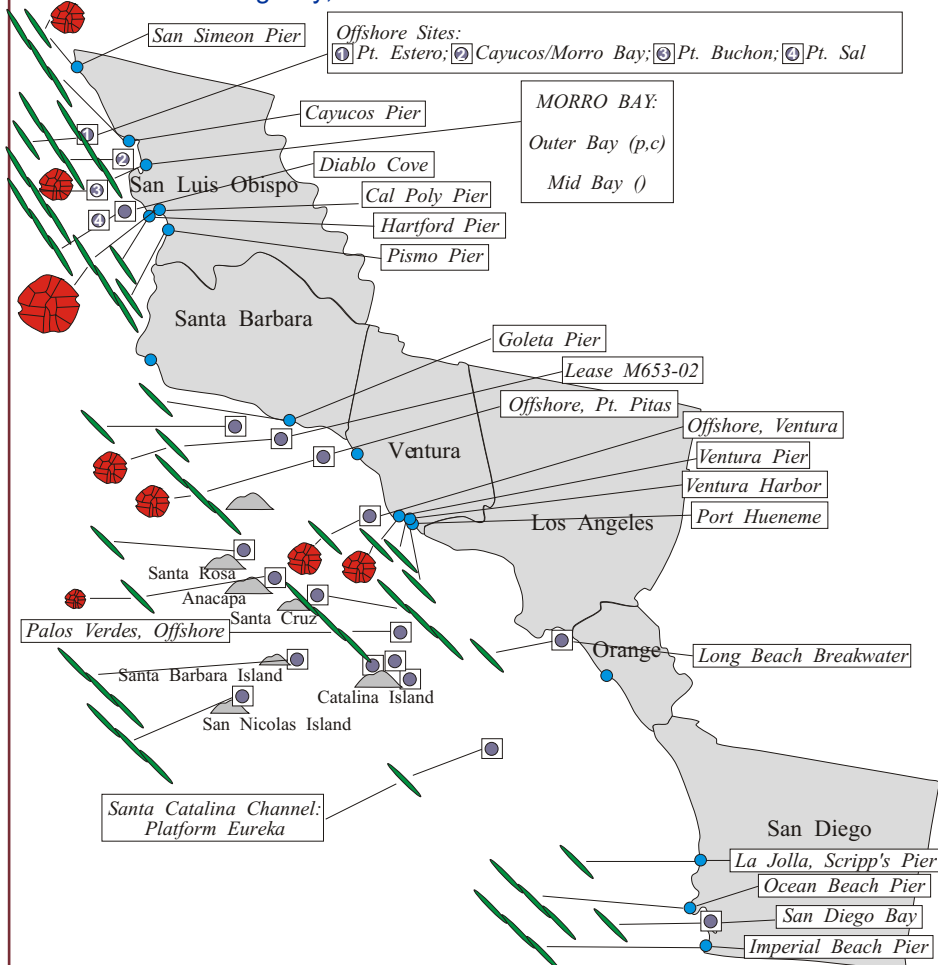 San Simeon Pier
Offshore Sites:
1 Pt. Estero; 2 Cayucos/Morro Bay; 3 Pt. Buchon; 4 Pt. Sal
MORRO BAY:
Outer Bay (p,c)
Mid Bay ()
Cayucos Pier
1
2
3
4
Diablo Cove
San Luis Obispo
Cal Poly Pier
Hartford Pier
Pismo Pier
Santa Barbara
Goleta Pier
Lease M653-02
Offshore, Pt. Pitas
Offshore, Ventura
Ventura
Ventura Pier
Ventura Harbor
Los Angeles
Port Hueneme
Santa Rosa
Anacapa
Santa Cruz
Palos Verdes, Offshore
Orange
Long Beach Breakwater
Santa Barbara Island
Catalina Island
San Nicolas Island
Santa Catalina Channel:
Platform Eureka
San Diego
La Jolla, Scripp's Pier
Ocean Beach Pier
San Diego Bay
Imperial Beach Pier